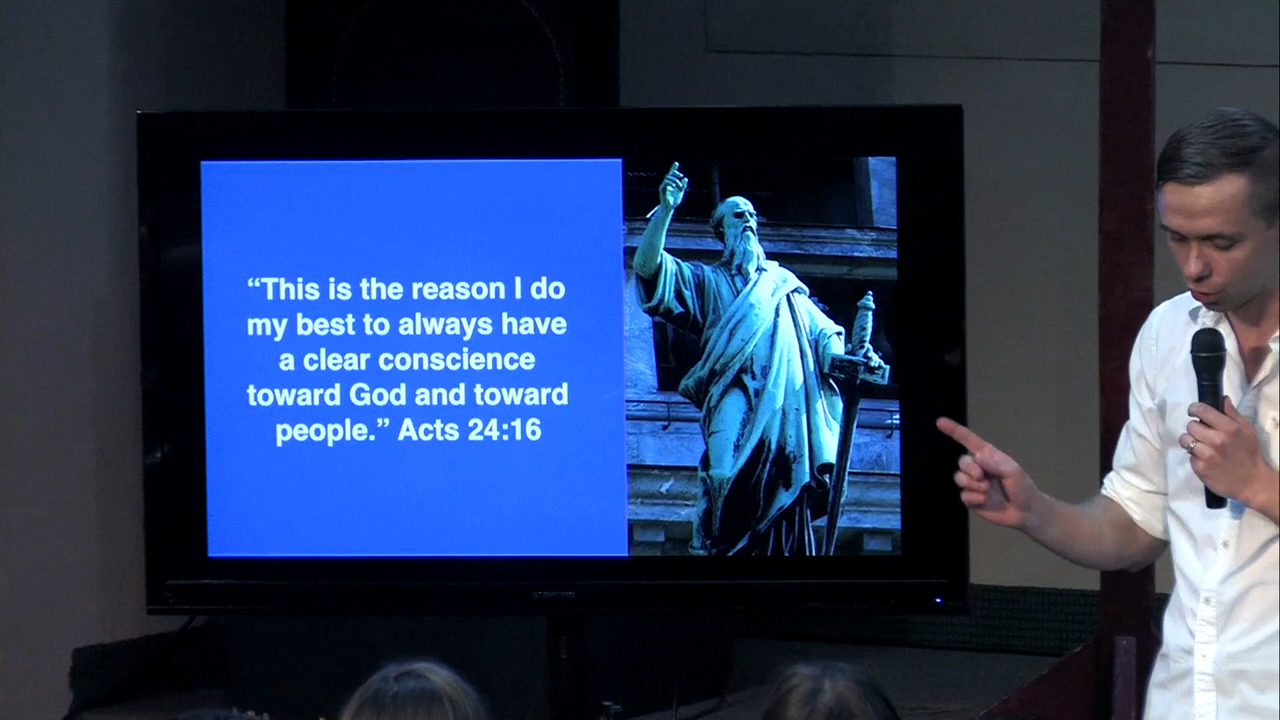 “This is the reason I do
my best to always have
a clear conscience
toward God and toward
people.” Acts 24:16